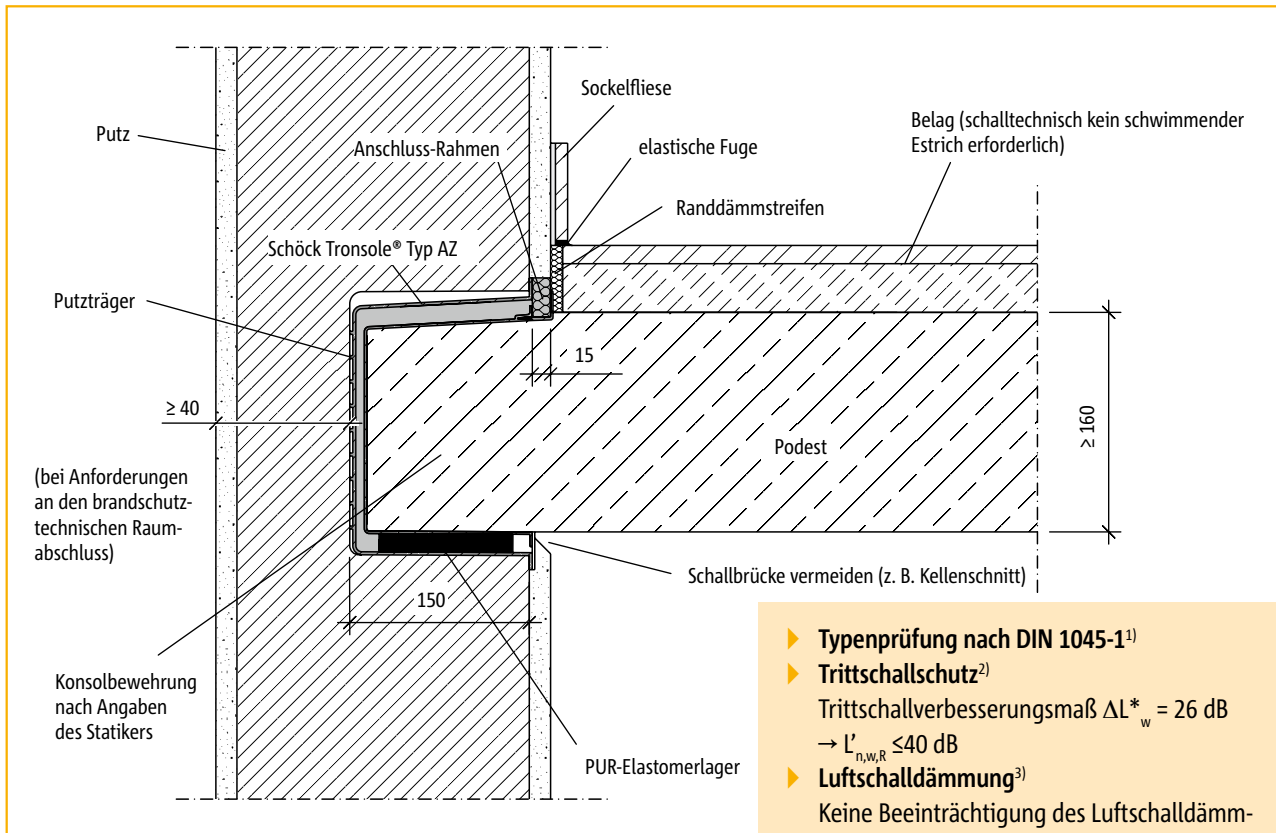 Sockelfliese
Putz
Anschluss-Rahmen
elastische Fuge
Belag (schalltechnisch kein schwimmender
Estrich erforderlich)
Randdämmstreifen
Schöck Tronsole® Typ AZ
Putzträger
15
≥ 40
≥ 160
Podest
(bei Anforderungen
an den brandschutz-
technischen Raum-
abschluss)
Schallbrücke vermeiden (z. B. Kellenschnitt)
150
Konsolbewehrung
nach Angaben
des Statikers
PUR-Elastomerlager
Typenprüfung nach DIN 1045-1¹⁾
Trittschallschutz²⁾
Trittschallverbesserungsmaß ΔL*w = 26 dB
→ L'n,w,R ≤40 dB
Luftschalldämmung³⁾
Keine Beeinträchtigung des Luftschalldämm-